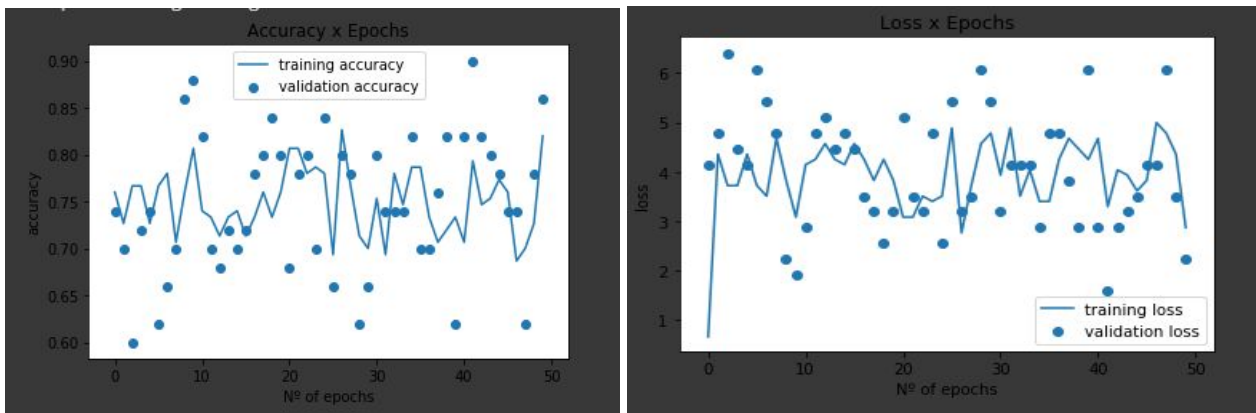 Accuracy x Epochs
training accuracy
validation accuracy
0.90
0.85
0.80
0.75
0.70
0.65
0.60
accuracy
0 10 20 30 40 50
Nº of epochs
Loss x Epochs
6
5
4
3
2
1
loss
training loss
validation loss
0 10 20 30 40 50
Nº of epochs